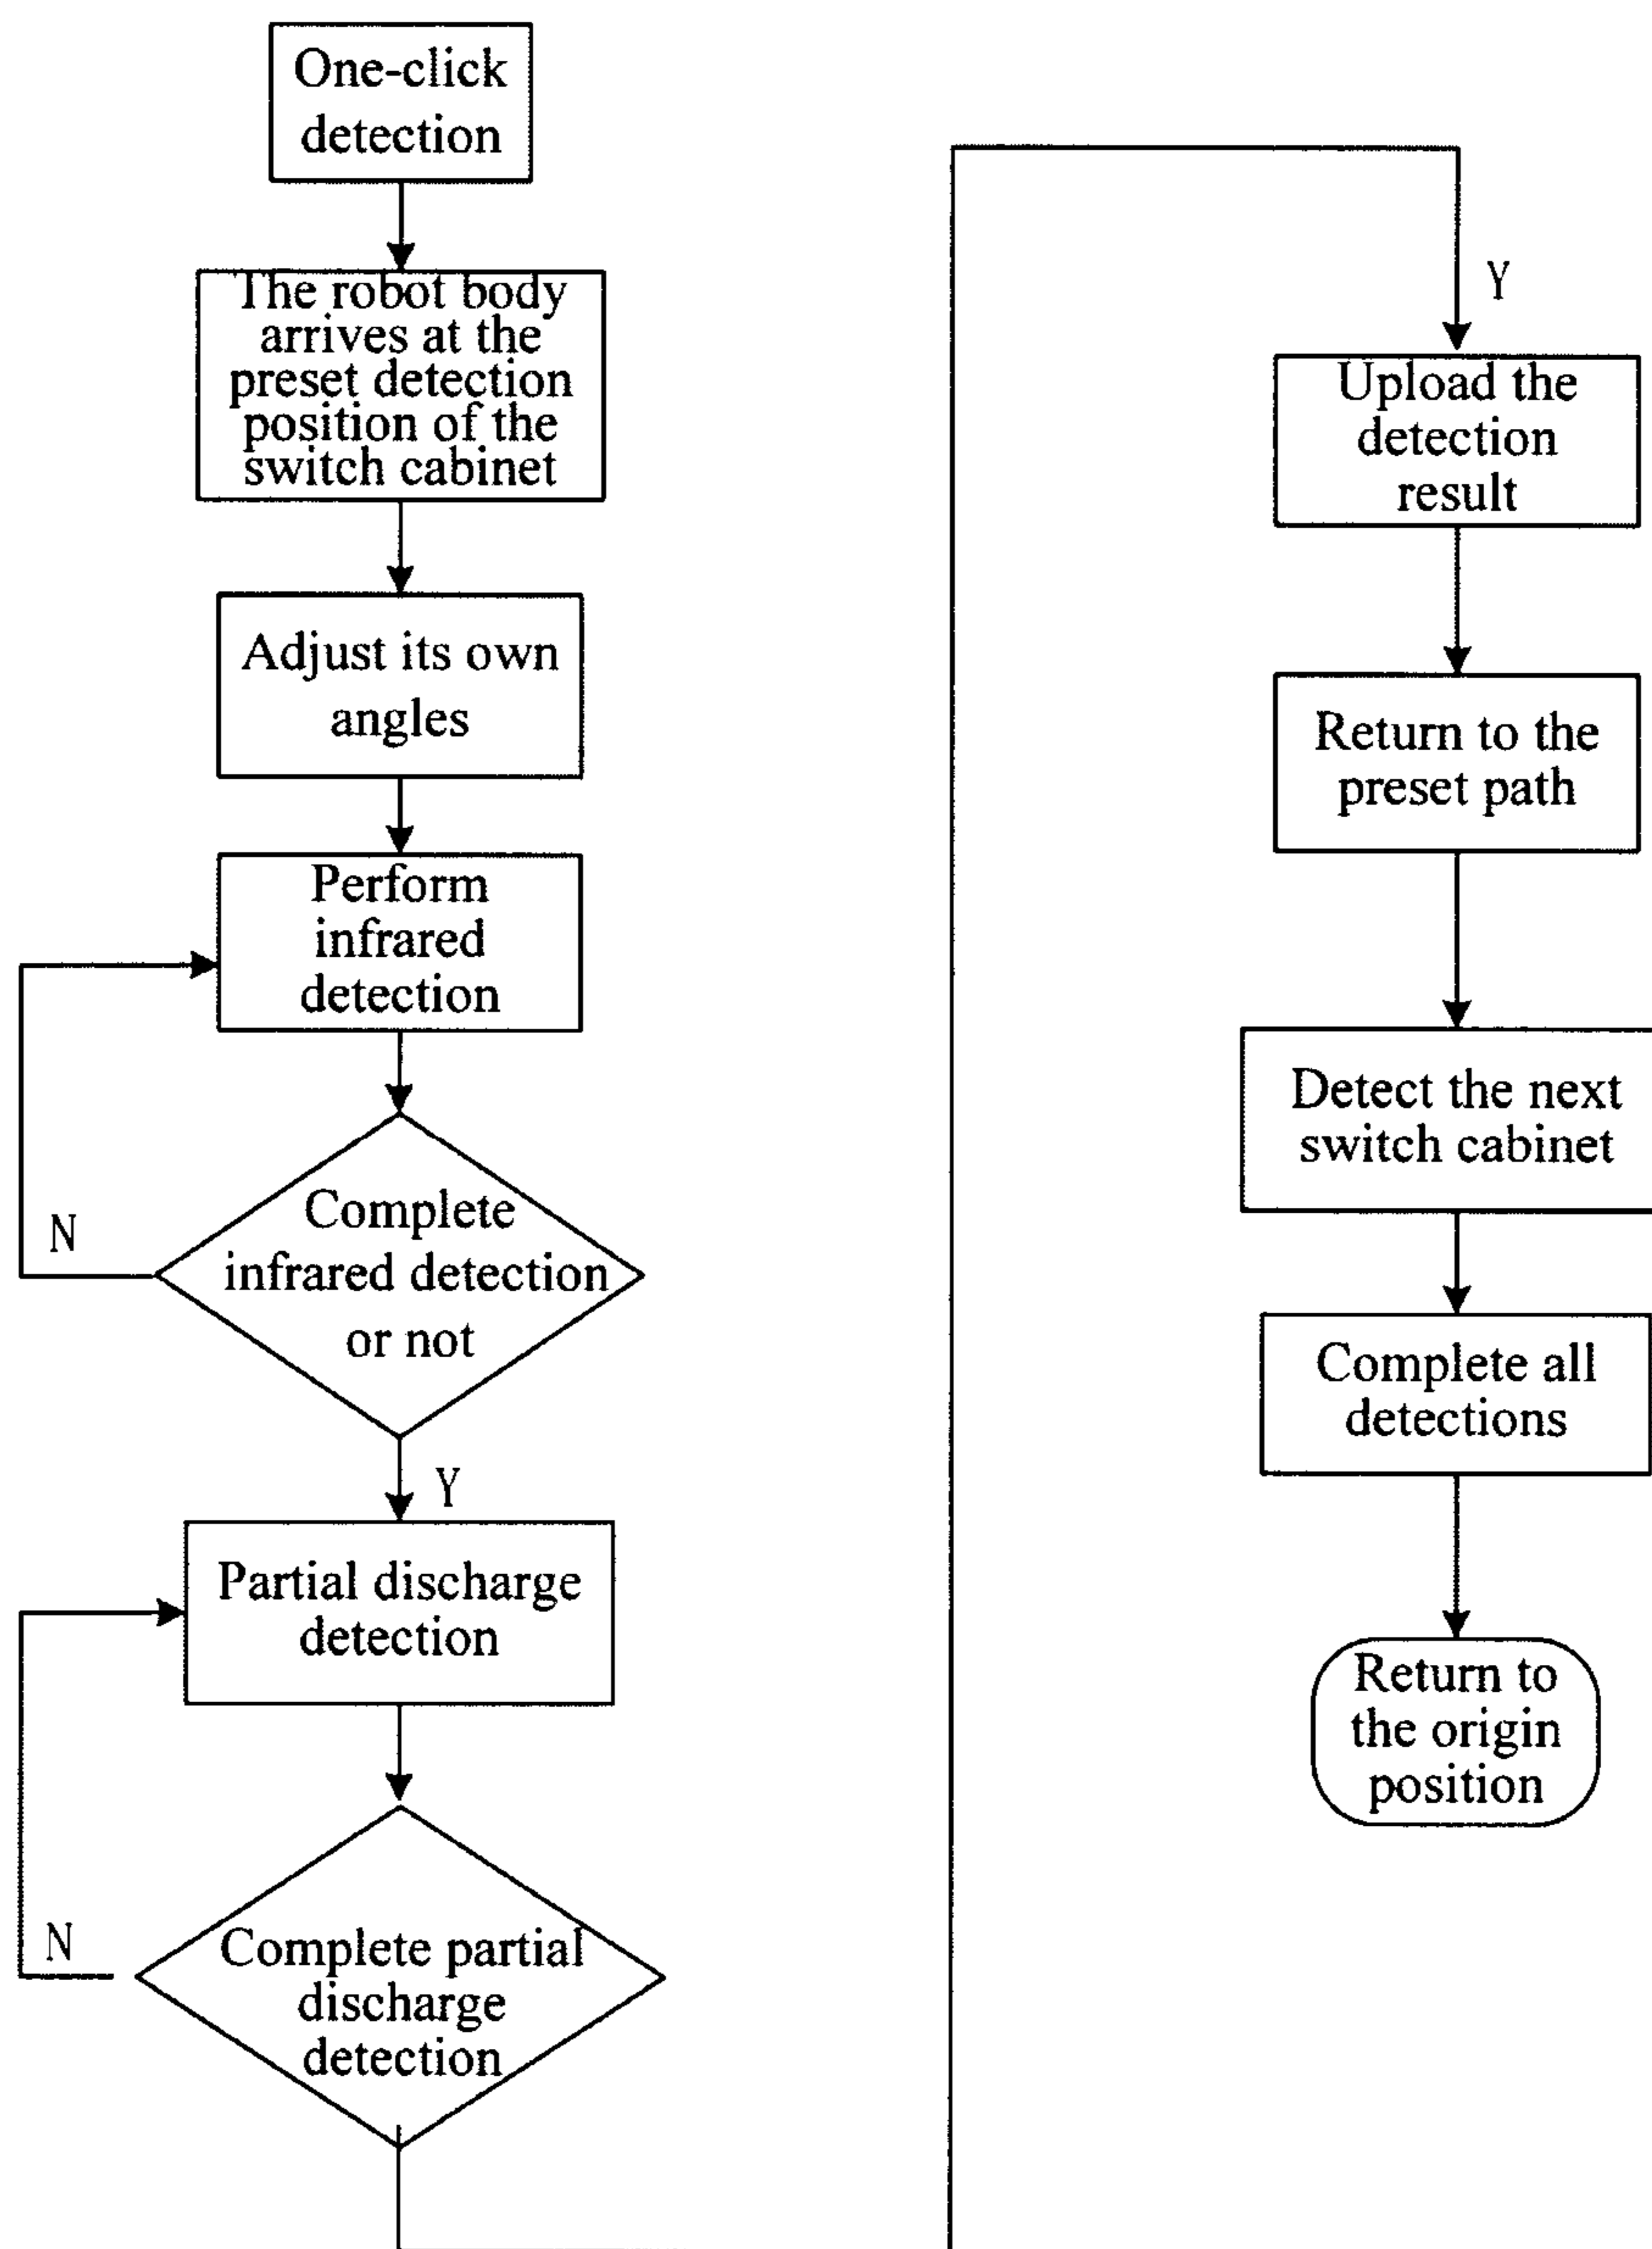 One-click
detection
The robot body
arrives at the
preset detection
position of the
switch cabinet
Adjust its own
angles
Perform
infrared
detection
Complete
infrared detection
or not
N
Y
Partial discharge
detection
N
Complete partial
discharge
detection
Y
Upload the
detection
result
Return to the
preset path
Detect the next
switch cabinet
Complete all
detections
Return to
the origin
position